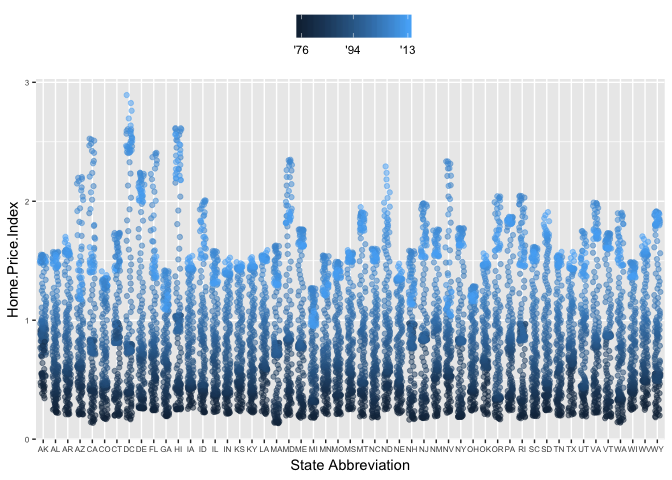 '76 '94 '13
3
2
1
0
Home.Price.Index
AK AL AR AZ CA CO CT DC DE FL GA HI IA ID IL IN KS KY LA MA MD ME MI MN MO MS MT NC ND NE NH NJ NM NV NY OH OK OR PA RI SC SD TN TX UT VA VT WA WI WV WY
State Abbreviation